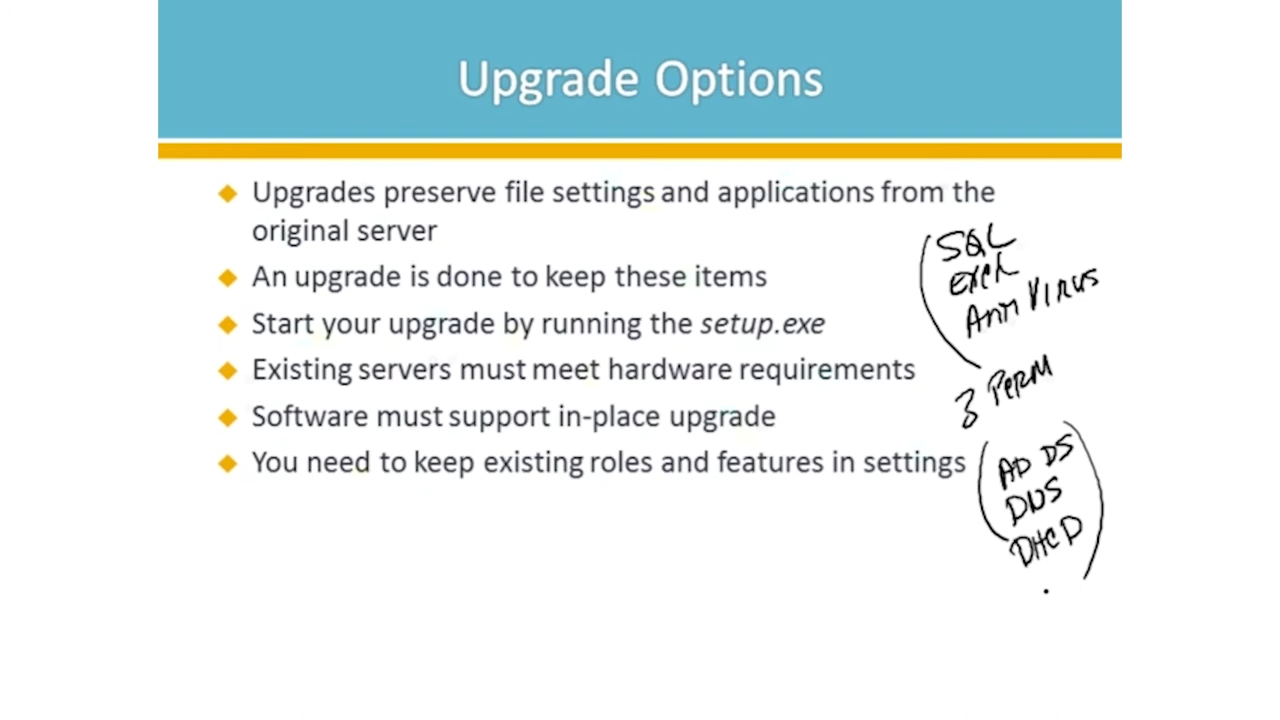 Upgrade Options
Upgrades preserve file settings and applications from the
original server
An upgrade is done to keep these items
Start your upgrade by running the setup.exe
Existing servers must meet hardware requirements
Software must support in-place upgrade
You need to keep existing roles and features in settings
SQL
Exch
Anti VIRUS
3 PERM
AD DS
DNS
DHCP